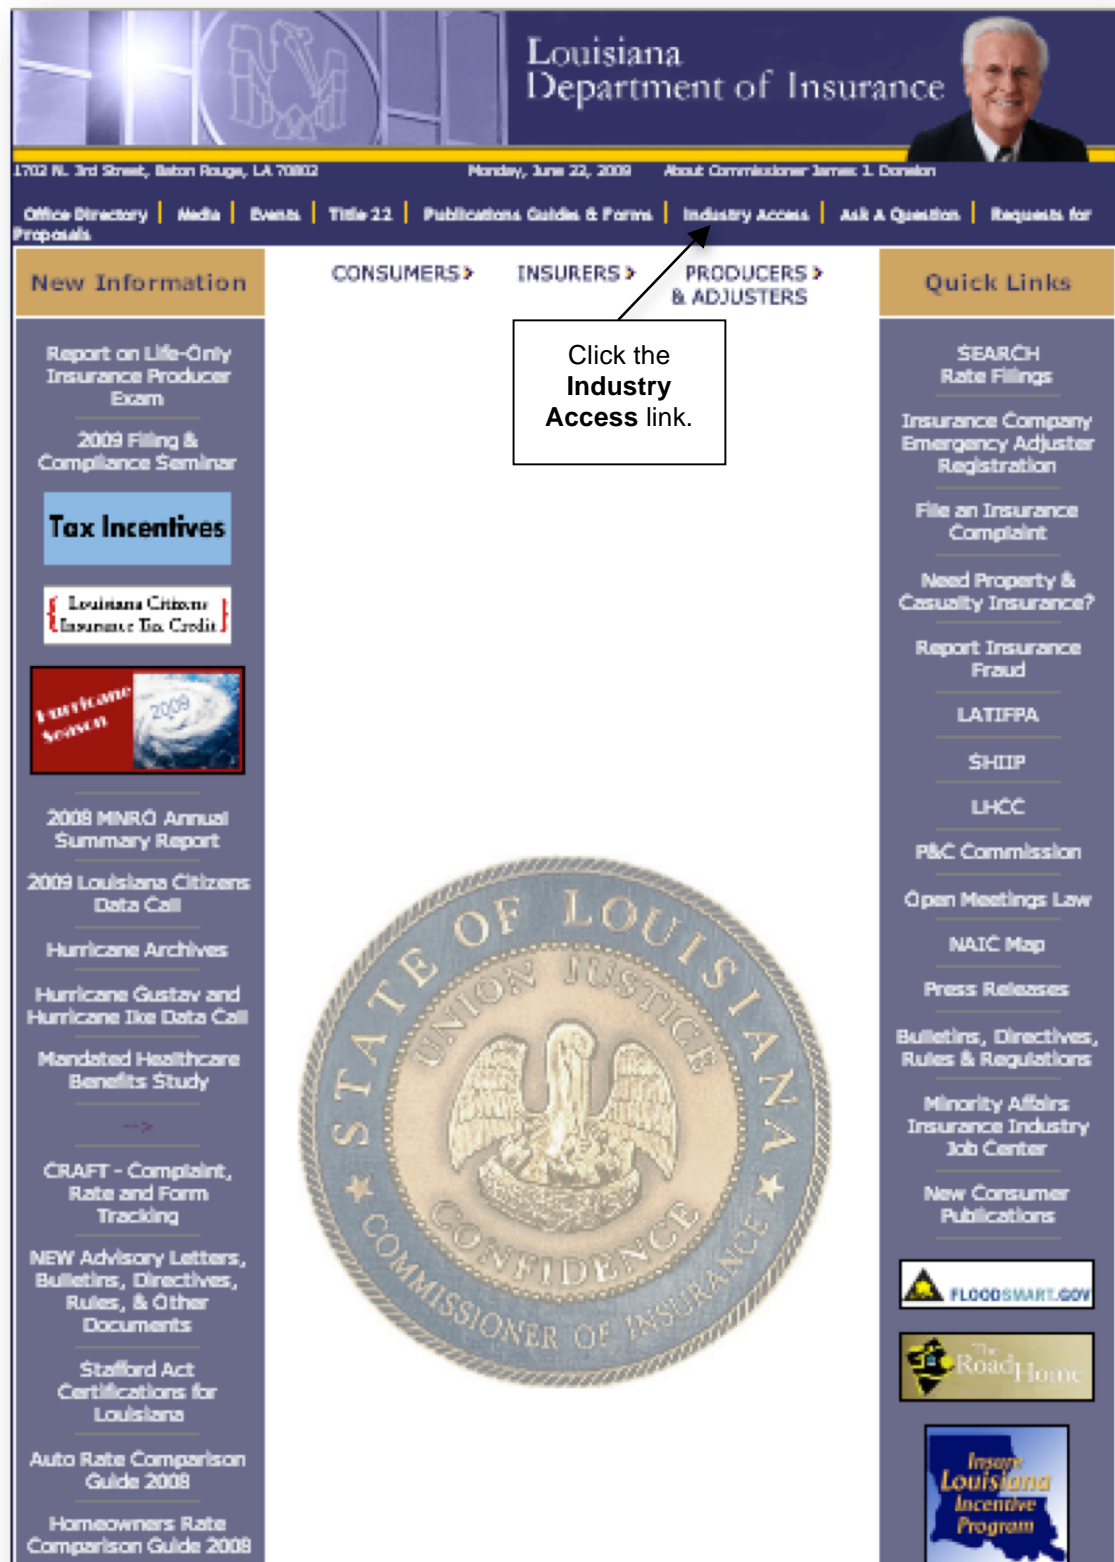 Louisiana
Department of Insurance
1702 N. 3rd Street, Baton Rouge, LA 70802
Monday, June 22, 2009
About Commissioner James J. Donelon
Office Directory | Media | Events | Title 22 | Publications Guides & Forms | Industry Access | Ask A Question | Requests for
Proposals
New Information
Report on Life-Only
Insurance Producer
Exam
2009 Filing &
Compliance Seminar
Tax Incentives
{ Louisiana Citizens
Insurance Tax Credit }
Hurricane
Season
2009
2008 MNRO Annual
Summary Report
2009 Louisiana Citizens
Data Call
Hurricane Archives
Hurricane Gustav and
Hurricane Ike Data Call
Mandated Healthcare
Benefits Study
-->
CRAFT - Complaint,
Rate and Form
Tracking
NEW Advisory Letters,
Bulletins, Directives,
Rules, & Other
Documents
Stafford Act
Certifications for
Louisiana
Auto Rate Comparison
Guide 2008
Homeowners Rate
Comparison Guide 2008
CONSUMERS >
INSURERS >
PRODUCERS >
& ADJUSTERS
Click the
Industry
Access link.
STATE OF LOUISIANA
UNION JUSTICE
CONFIDENCE
COMMISSIONER OF INSURANCE
Quick Links
SEARCH
Rate Filings
Insurance Company
Emergency Adjuster
Registration
File an Insurance
Complaint
Need Property &
Casualty Insurance?
Report Insurance
Fraud
LATIFPA
SHIIP
LHCC
P&C Commission
Open Meetings Law
NAIC Map
Press Releases
Bulletins, Directives,
Rules & Regulations
Minority Affairs
Insurance Industry
Job Center
New Consumer
Publications
FLOODSMART.GOV
The
Road Home
Insure
Louisiana
Incentive
Program